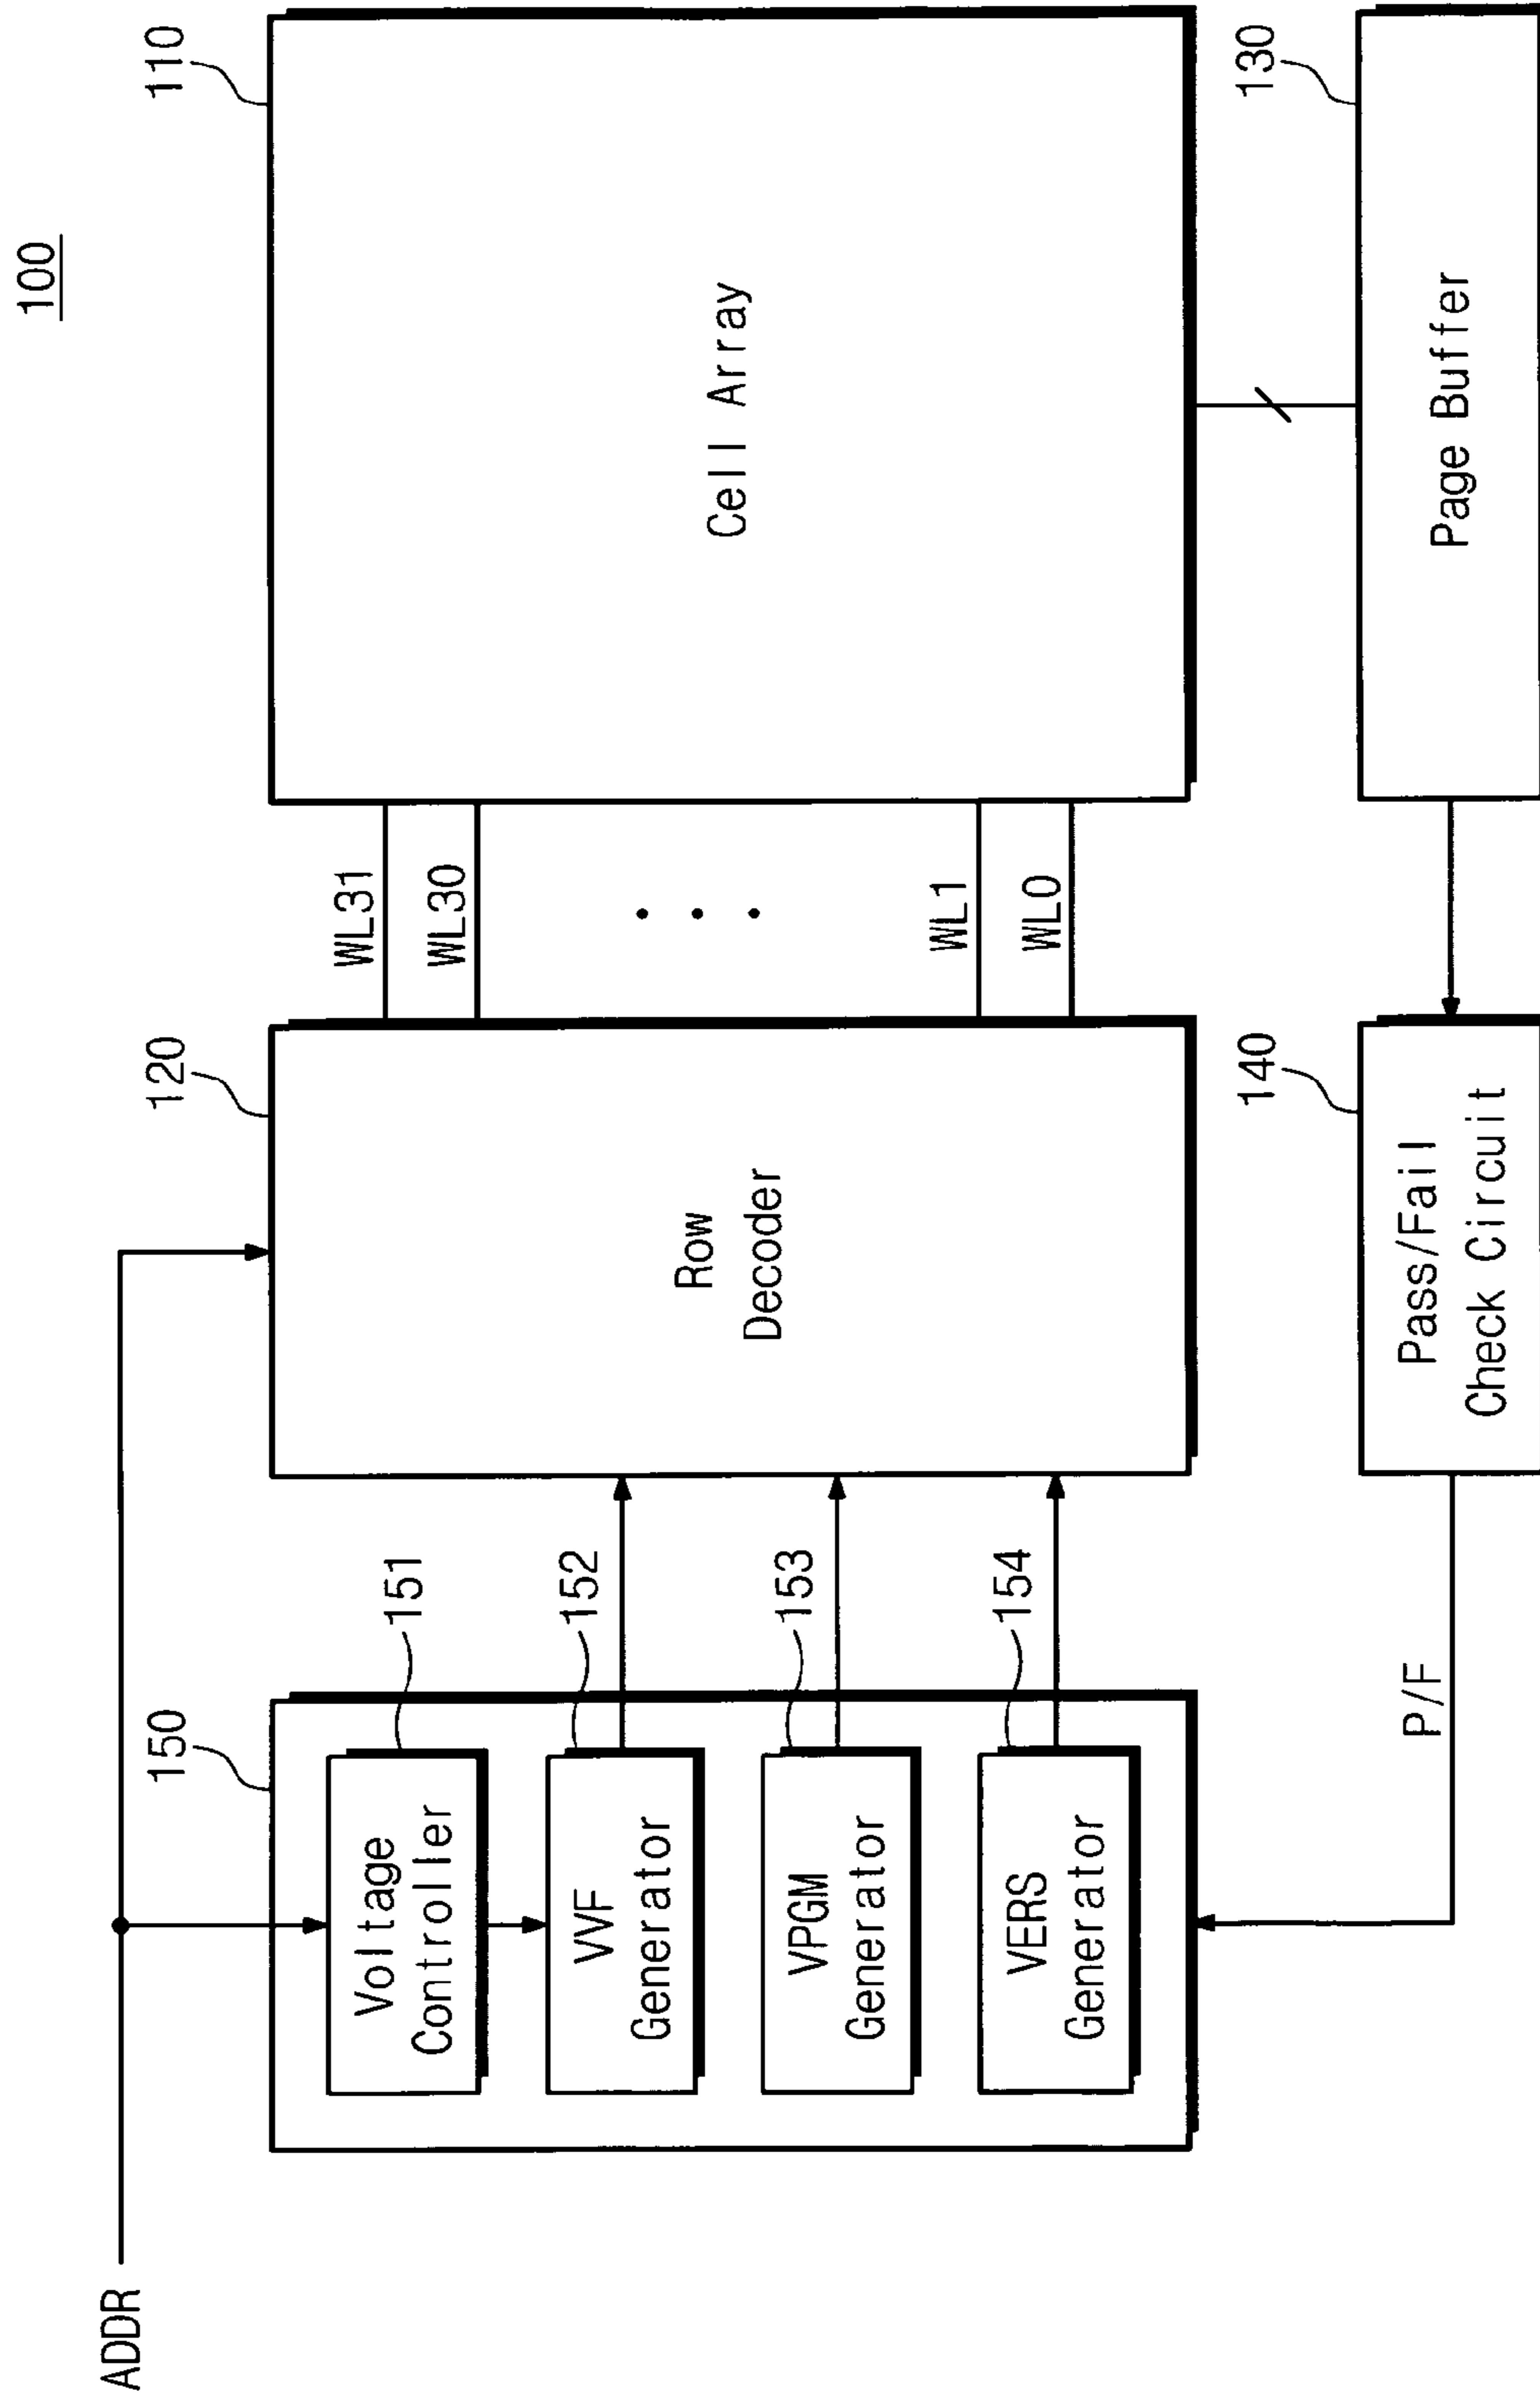 100
ADDR
150
120
110
Voltage
Controller
151
VVF
Generator
152
VPGM
Generator
153
VERS
Generator
154
Row
Decoder
WL31
WL30
WL1
WL0
Cell Array
P/F
140
Pass/Fail
Check Circuit
130
Page Buffer